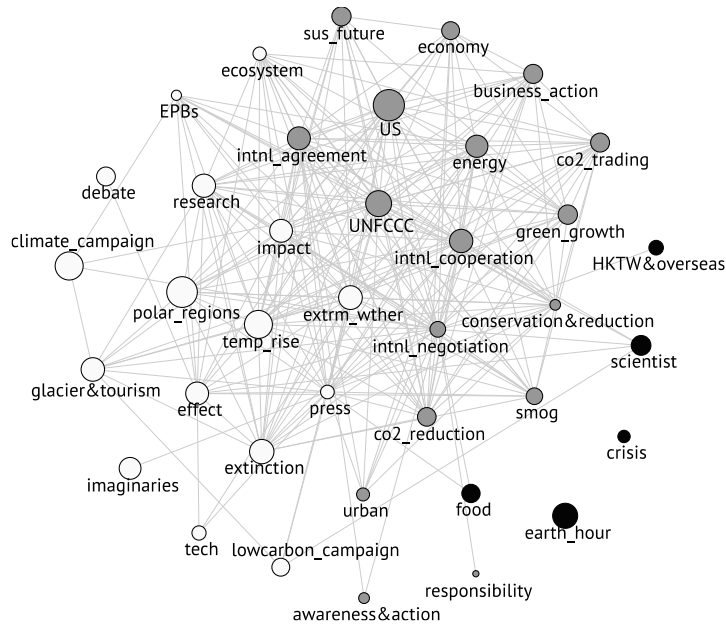 sus_future
economy
ecosystem
business_action
EPBs
US
intnl_agreement
energy
co2_trading
debate
research
climate_campaign
impact
UNFCCC
intnl_cooperation
green_growth
HKTW&overseas
polar_regions
extrm_wther
conservation&reduction
temp_rise
intnl_negotiation
scientist
glacier&tourism
effect
press
smog
co2_reduction
crisis
imaginaries
extinction
urban
food
earth_hour
tech
lowcarbon_campaign
responsibility
awareness&action